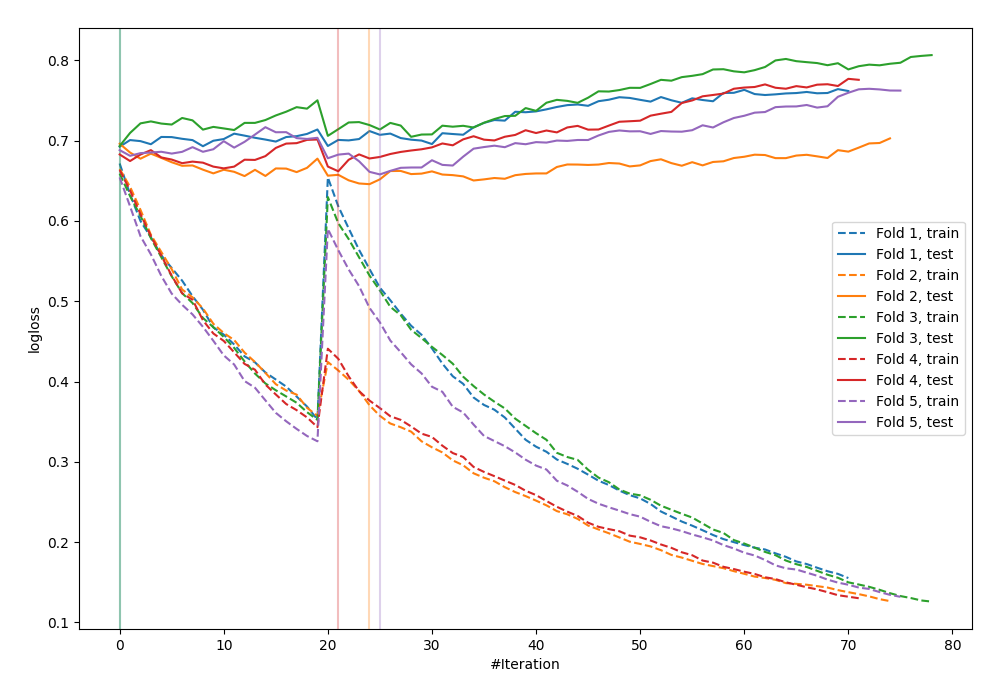 0.8
0.7
0.6
0.5
0.4
0.3
0.2
0.1
logloss
0 10 20 30 40 50 60 70 80
#Iteration
Fold 1, train
Fold 1, test
Fold 2, train
Fold 2, test
Fold 3, train
Fold 3, test
Fold 4, train
Fold 4, test
Fold 5, train
Fold 5, test